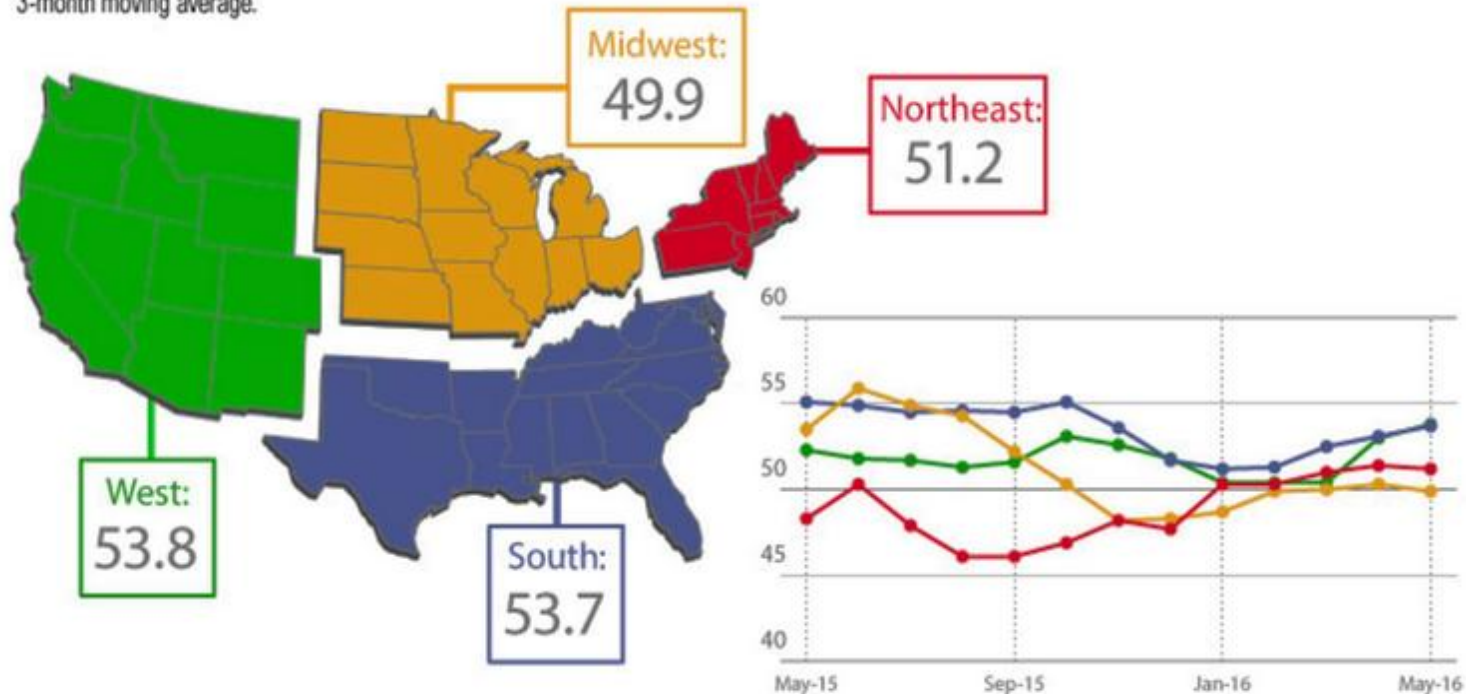 3-month moving average.
Midwest:
49.9
Northeast:
51.2
West:
53.8
South:
53.7
60
55
50
45
40
May-15
Sep-15
Jan-16
May-16